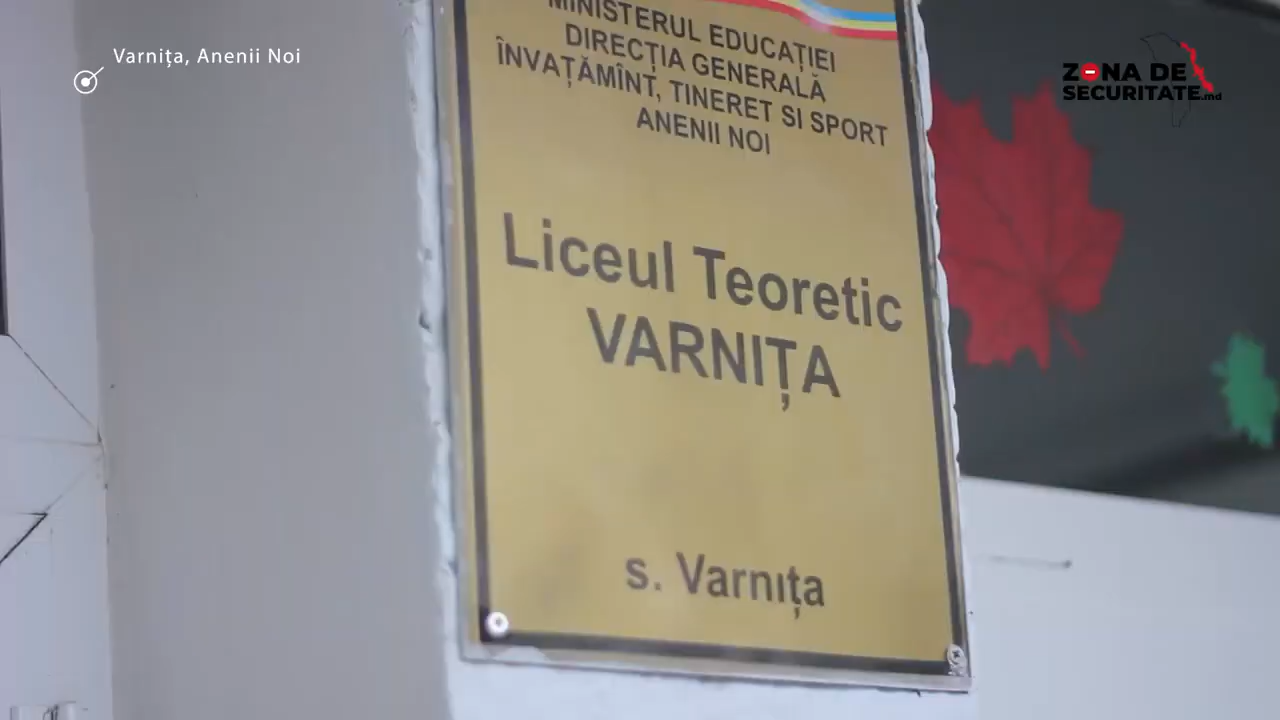 Varnița, Anenii Noi
ZONA DE
SECURITATE.md
MINISTERUL EDUCAȚIEI
DIRECȚIA GENERALĂ
ÎNVAȚĂMÎNT, TINERET SI SPORT
ANENII NOI
Liceul Teoretic
VARNIȚA
s. Varnița